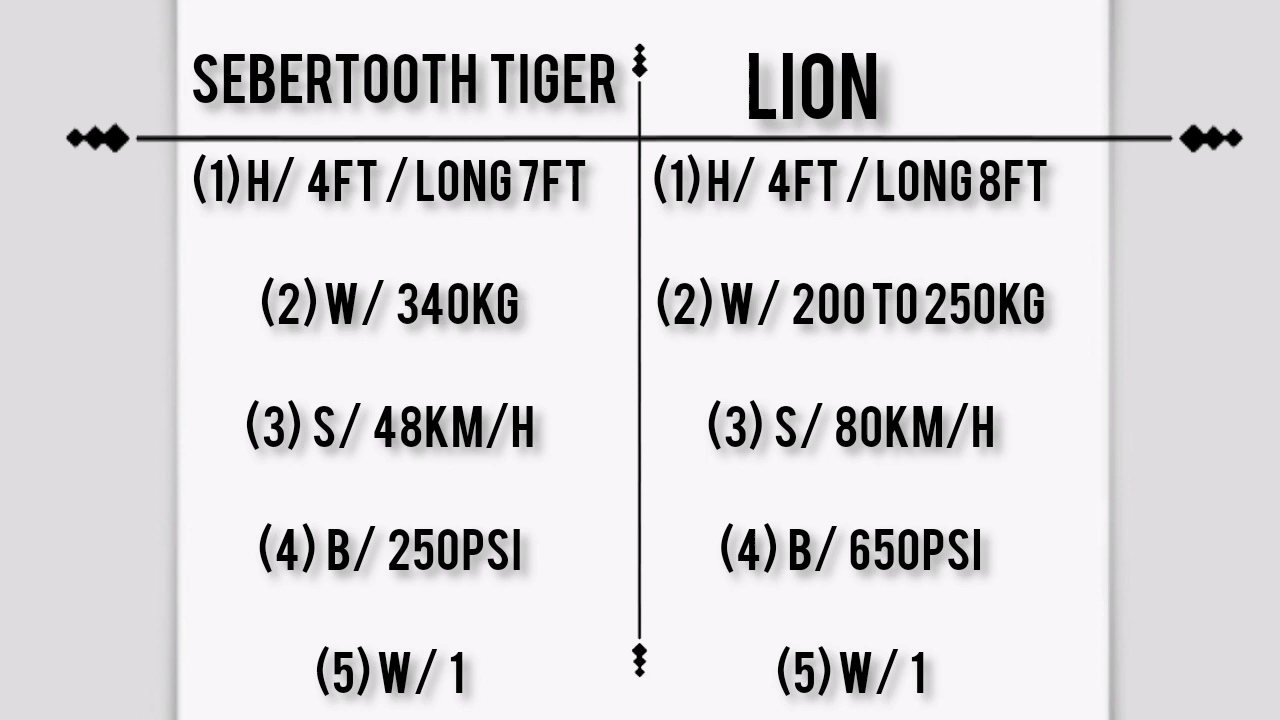 SEBERTOOTH TIGER
LION
(1) H/ 4FT / LONG 7FT
(1) H/ 4FT / LONG 8FT
(2) W/ 340KG
(2) W/ 200 TO 250KG
(3) S/ 48KM/H
(3) S/ 80KM/H
(4) B/ 250PSI
(4) B/ 650PSI
(5) W/ 1
(5) W/ 1